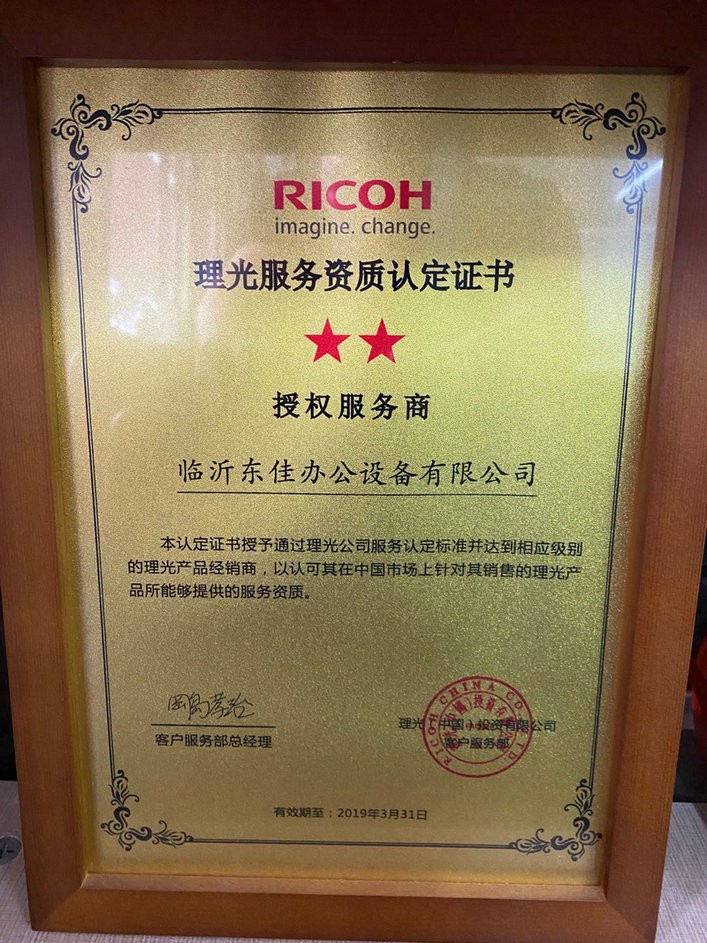 RICOH
imagine. change.
理光服务资质认定证书
授权服务商
临沂东佳办公设备有限公司
本认定证书授予通过理光公司服务认定标准并达到相应级别
的理光产品经销商，以认可其在中国市场上针对其销售的理光产
品所能够提供的服务资质。
客户服务部总经理
理光（中国）投资有限公司
客户服务部
RICOH CHINA CO., LTD.
有效期至：2019年3月31日